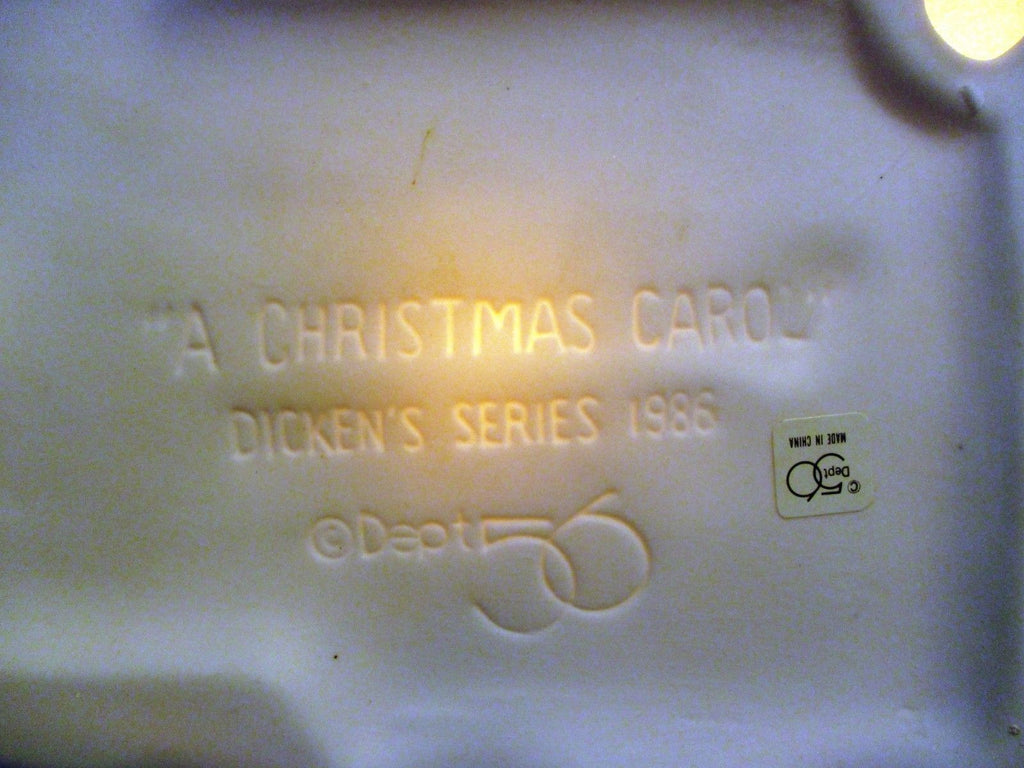 "A CHRISTMAS CAROL"
DICKEN'S SERIES 1986
© Dept 56
© Dept 56
MADE IN CHINA